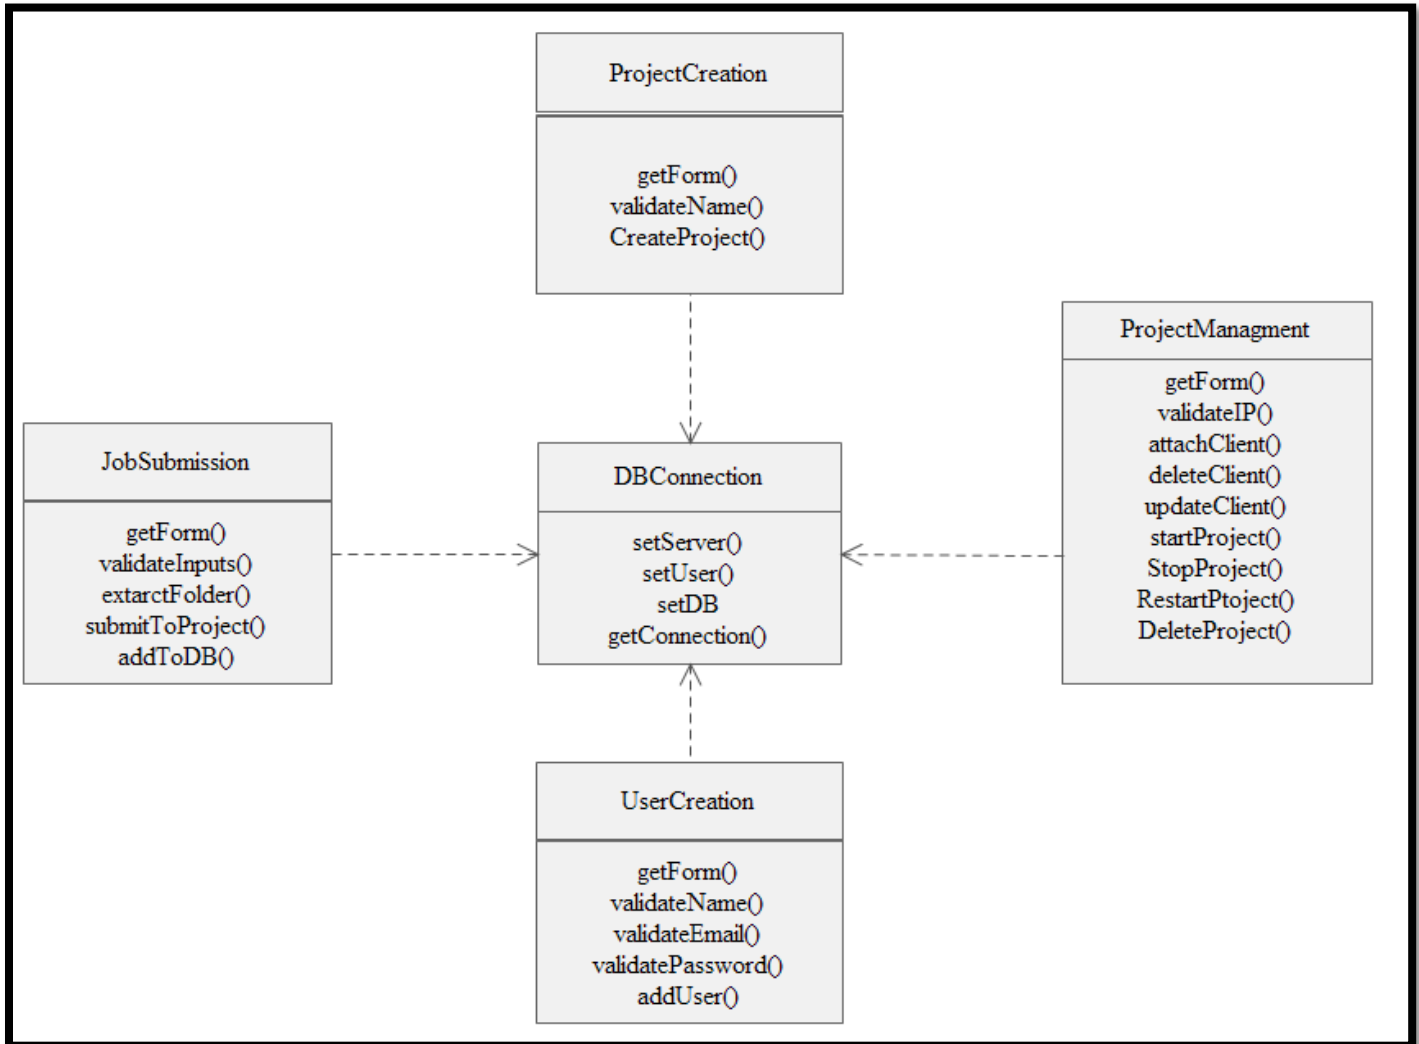 ProjectCreation
getForm()
validateName()
CreateProject()
ProjectManagment
getForm()
validateIP()
attachClient()
deleteClient()
updateClient()
startProject()
StopProject()
RestartPtoject()
DeleteProject()
JobSubmission
getForm()
validateInputs()
extarctFolder()
submitToProject()
addToDB()
DBConnection
setServer()
setUser()
setDB
getConnection()
UserCreation
getForm()
validateName()
validateEmail()
validatePassword()
addUser()